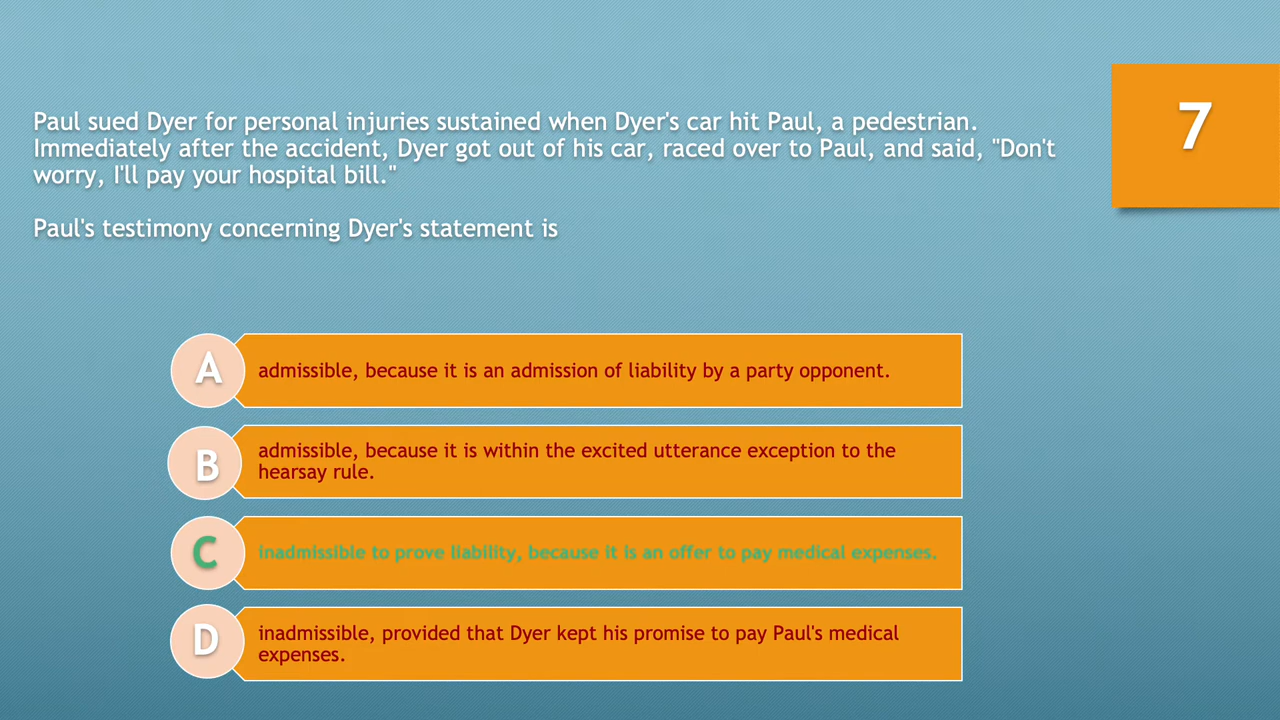 7
Paul sued Dyer for personal injuries sustained when Dyer's car hit Paul, a pedestrian.
Immediately after the accident, Dyer got out of his car, raced over to Paul, and said, "Don't
worry, I'll pay your hospital bill."
Paul's testimony concerning Dyer's statement is
A
admissible, because it is an admission of liability by a party opponent.
B
admissible, because it is within the excited utterance exception to the
hearsay rule.
C
inadmissible to prove liability, because it is an offer to pay medical expenses.
D
inadmissible, provided that Dyer kept his promise to pay Paul's medical
expenses.